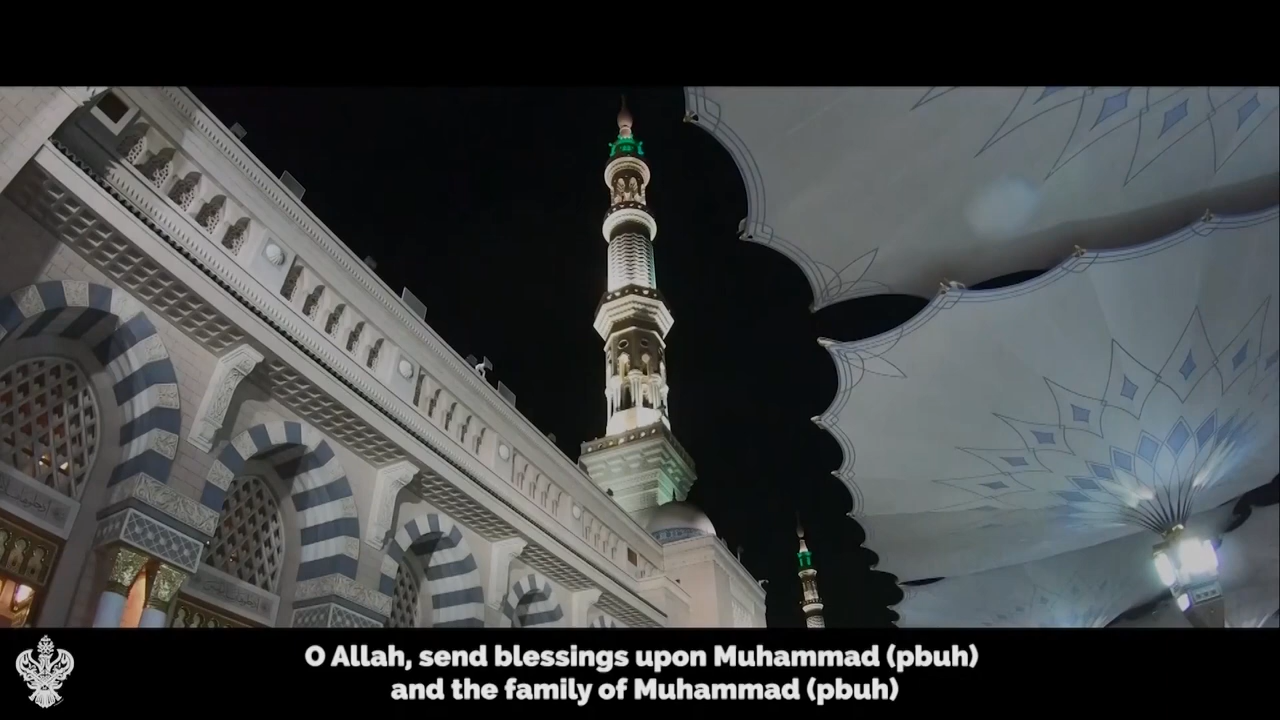 O Allah, send blessings upon Muhammad (pbuh)
and the family of Muhammad (pbuh)